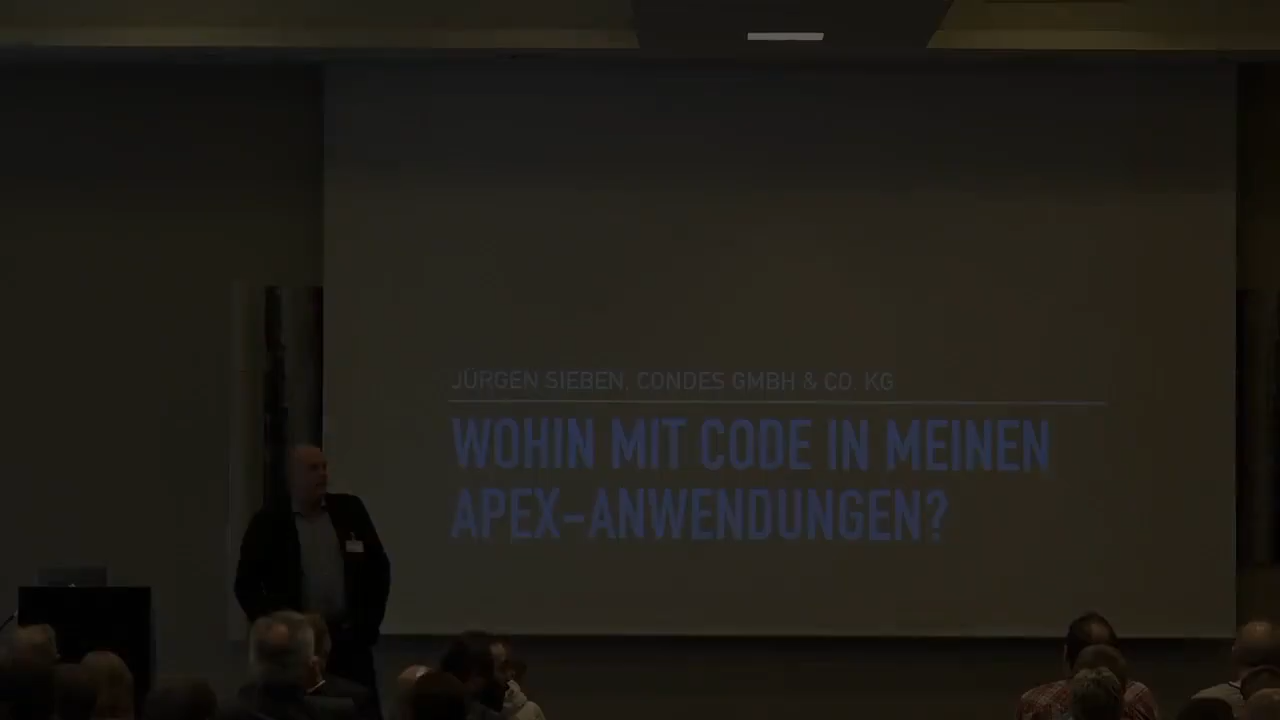 JÜRGEN SIEBEN, CONDES GMBH & CO. KG
WOHIN MIT CODE IN MEINEN
APEX-ANWENDUNGEN?